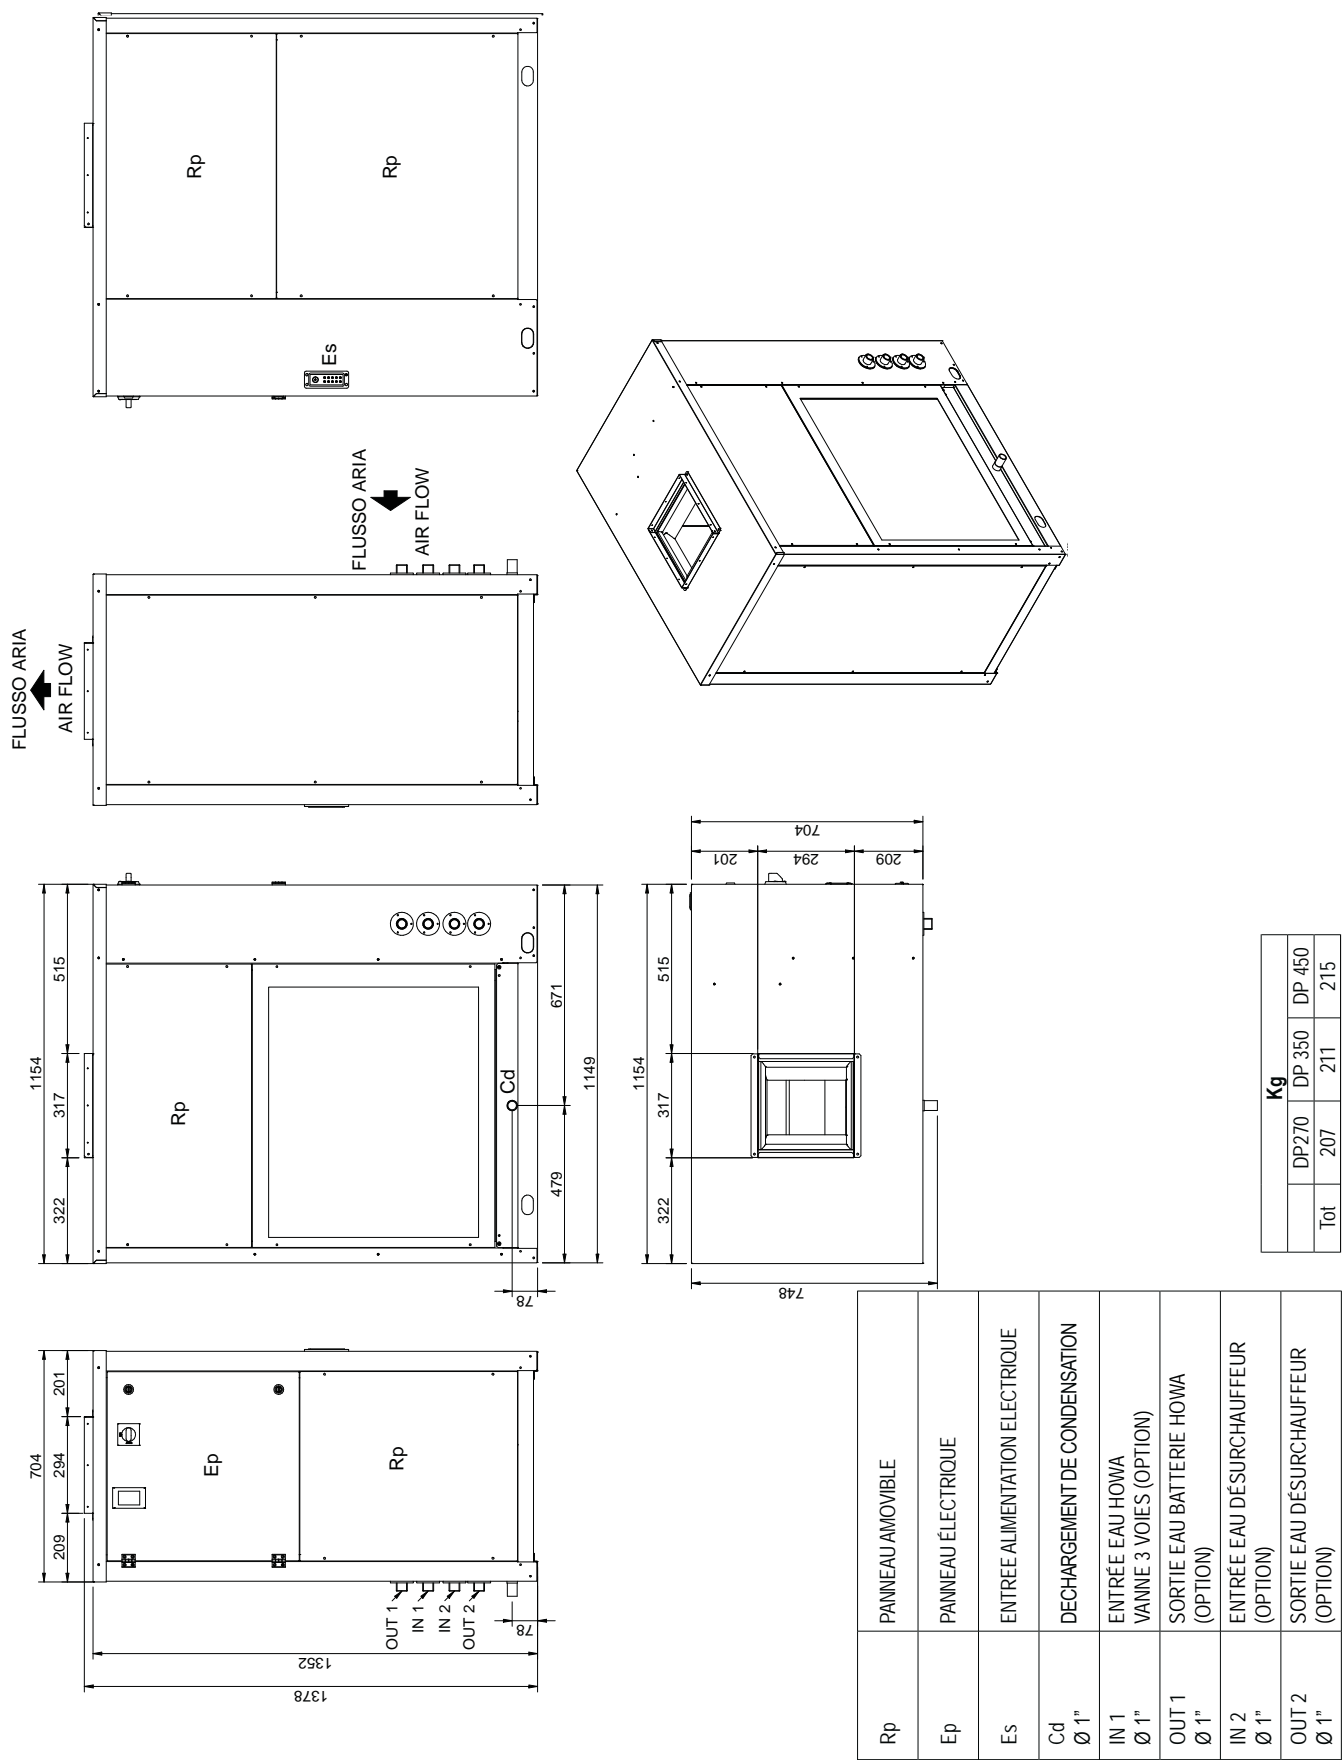 704
209
294
201
Ep
Rp
OUT 1
IN 1
IN 2
OUT 2
78
1352
1378
1154
322
317
515
Rp
Cd
479
671
1149
78
FLUSSO ARIA
AIR FLOW
FLUSSO ARIA
AIR FLOW
Rp
Rp
Es
1154
322
317
515
201
294
209
704
748
Rp
PANNEAU AMOVIBLE
Ep
PANNEAU ÉLECTRIQUE
Es
ENTREE ALIMENTATION ELECTRIQUE
Cd
Ø 1"
DECHARGEMENT DE CONDENSATION
IN 1
Ø 1"
ENTRÉE EAU HOWA
VANNE 3 VOIES (OPTION)
OUT 1
Ø 1"
SORTIE EAU BATTERIE HOWA
(OPTION)
IN 2
Ø 1"
ENTRÉE EAU DÉSURCHAUFFEUR
(OPTION)
OUT 2
Ø 1"
SORTIE EAU DÉSURCHAUFFEUR
(OPTION)
Kg
DP270 DP 350 DP 450
Tot 207 211 215